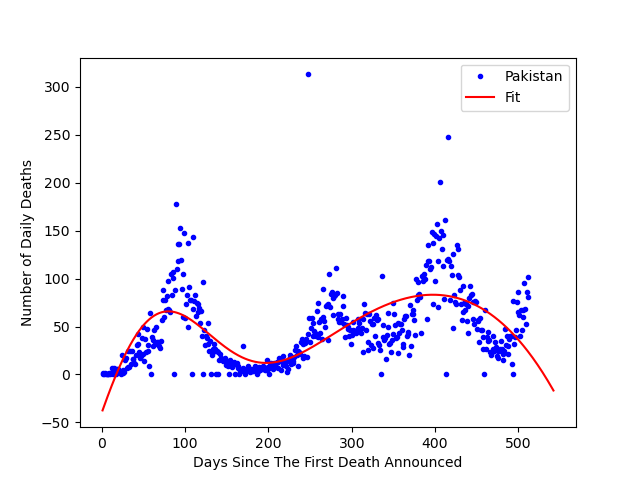 Pakistan
Fit
300
250
200
150
100
50
0
−50
Number of Daily Deaths
0 100 200 300 400 500
Days Since The First Death Announced